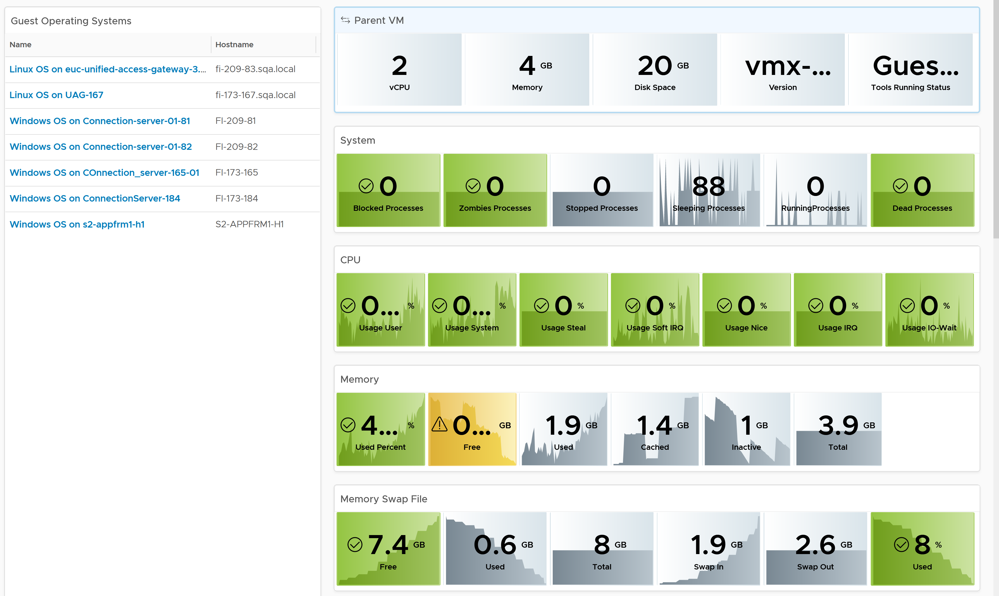 Guest Operating Systems
Name Hostname
Linux OS on euc-unified-access-gateway-3.... fi-209-83.sqa.local
Linux OS on UAG-167 fi-173-167.sqa.local
Windows OS on Connection-server-01-81 FI-209-81
Windows OS on Connection-server-01-82 FI-209-82
Windows OS on COnnection_server-165-01 FI-173-165
Windows OS on ConnectionServer-184 FI-173-184
Windows OS on s2-appfrm1-h1 S2-APPFRM1-H1
Parent VM
2 4 GB 20 GB vmx-... Gues...
vCPU Memory Disk Space Version Tools Running Status
System
0 0 0 88 0 0
Blocked Processes Zombies Processes Stopped Processes Sleeping Processes RunningProcesses Dead Processes
CPU
0... % 0... % 0 % 0 % 0 % 0 % 0 %
Usage User Usage System Usage Steal Usage Soft IRQ Usage Nice Usage IRQ Usage IO-Wait
Memory
4... % 0... GB 1.9 GB 1.4 GB 1 GB 3.9 GB
Used Percent Free Used Cached Inactive Total
Memory Swap File
7.4 GB 0.6 GB 8 GB 1.9 GB 2.6 GB 8 %
Free Used Total Swap In Swap Out Used